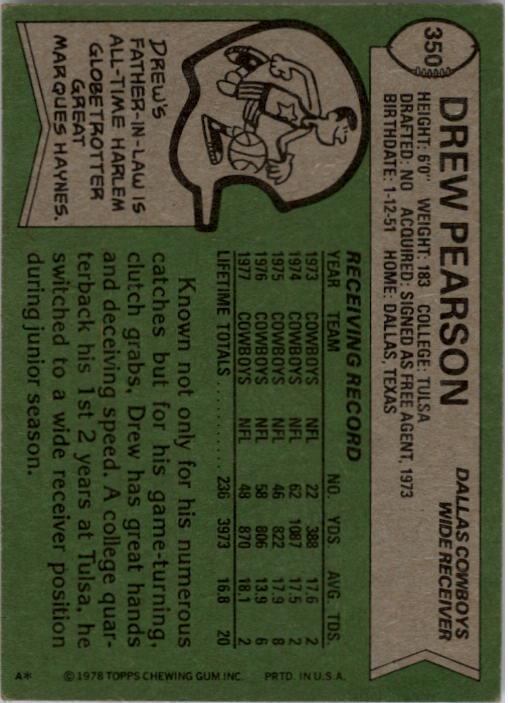 350
DREW PEARSON
DALLAS COWBOYS
WIDE RECEIVER
HEIGHT: 6'0" WEIGHT: 183 COLLEGE: TULSA
DRAFTED: NO ACQUIRED: SIGNED AS FREE AGENT, 1973
BIRTHDATE: 1-12-51 HOME: DALLAS, TEXAS
RECEIVING RECORD
YEAR TEAM NO. YDS AVG. TDS.
1973 COWBOYS NFL 22 388 17.6 2
1974 COWBOYS NFL 62 1087 17.5 2
1975 COWBOYS NFL 46 822 17.9 8
1976 COWBOYS NFL 58 806 13.9 6
1977 COWBOYS NFL 48 870 18.1 2
LIFETIME TOTALS ........ 236 3973 16.8 20
Known not only for his numerous
catches but for his game-turning,
clutch grabs, Drew has great hands
and deceiving speed. A college quar-
terback his 1st 2 years at Tulsa, he
switched to a wide receiver position
during junior season.
DREW'S
FATHER-IN-LAW IS
ALL-TIME HARLEM
GLOBETROTTER
GREAT
MARQUES HAYNES.
A* © 1978 TOPPS CHEWING GUM INC. PRTD. IN U.S.A.